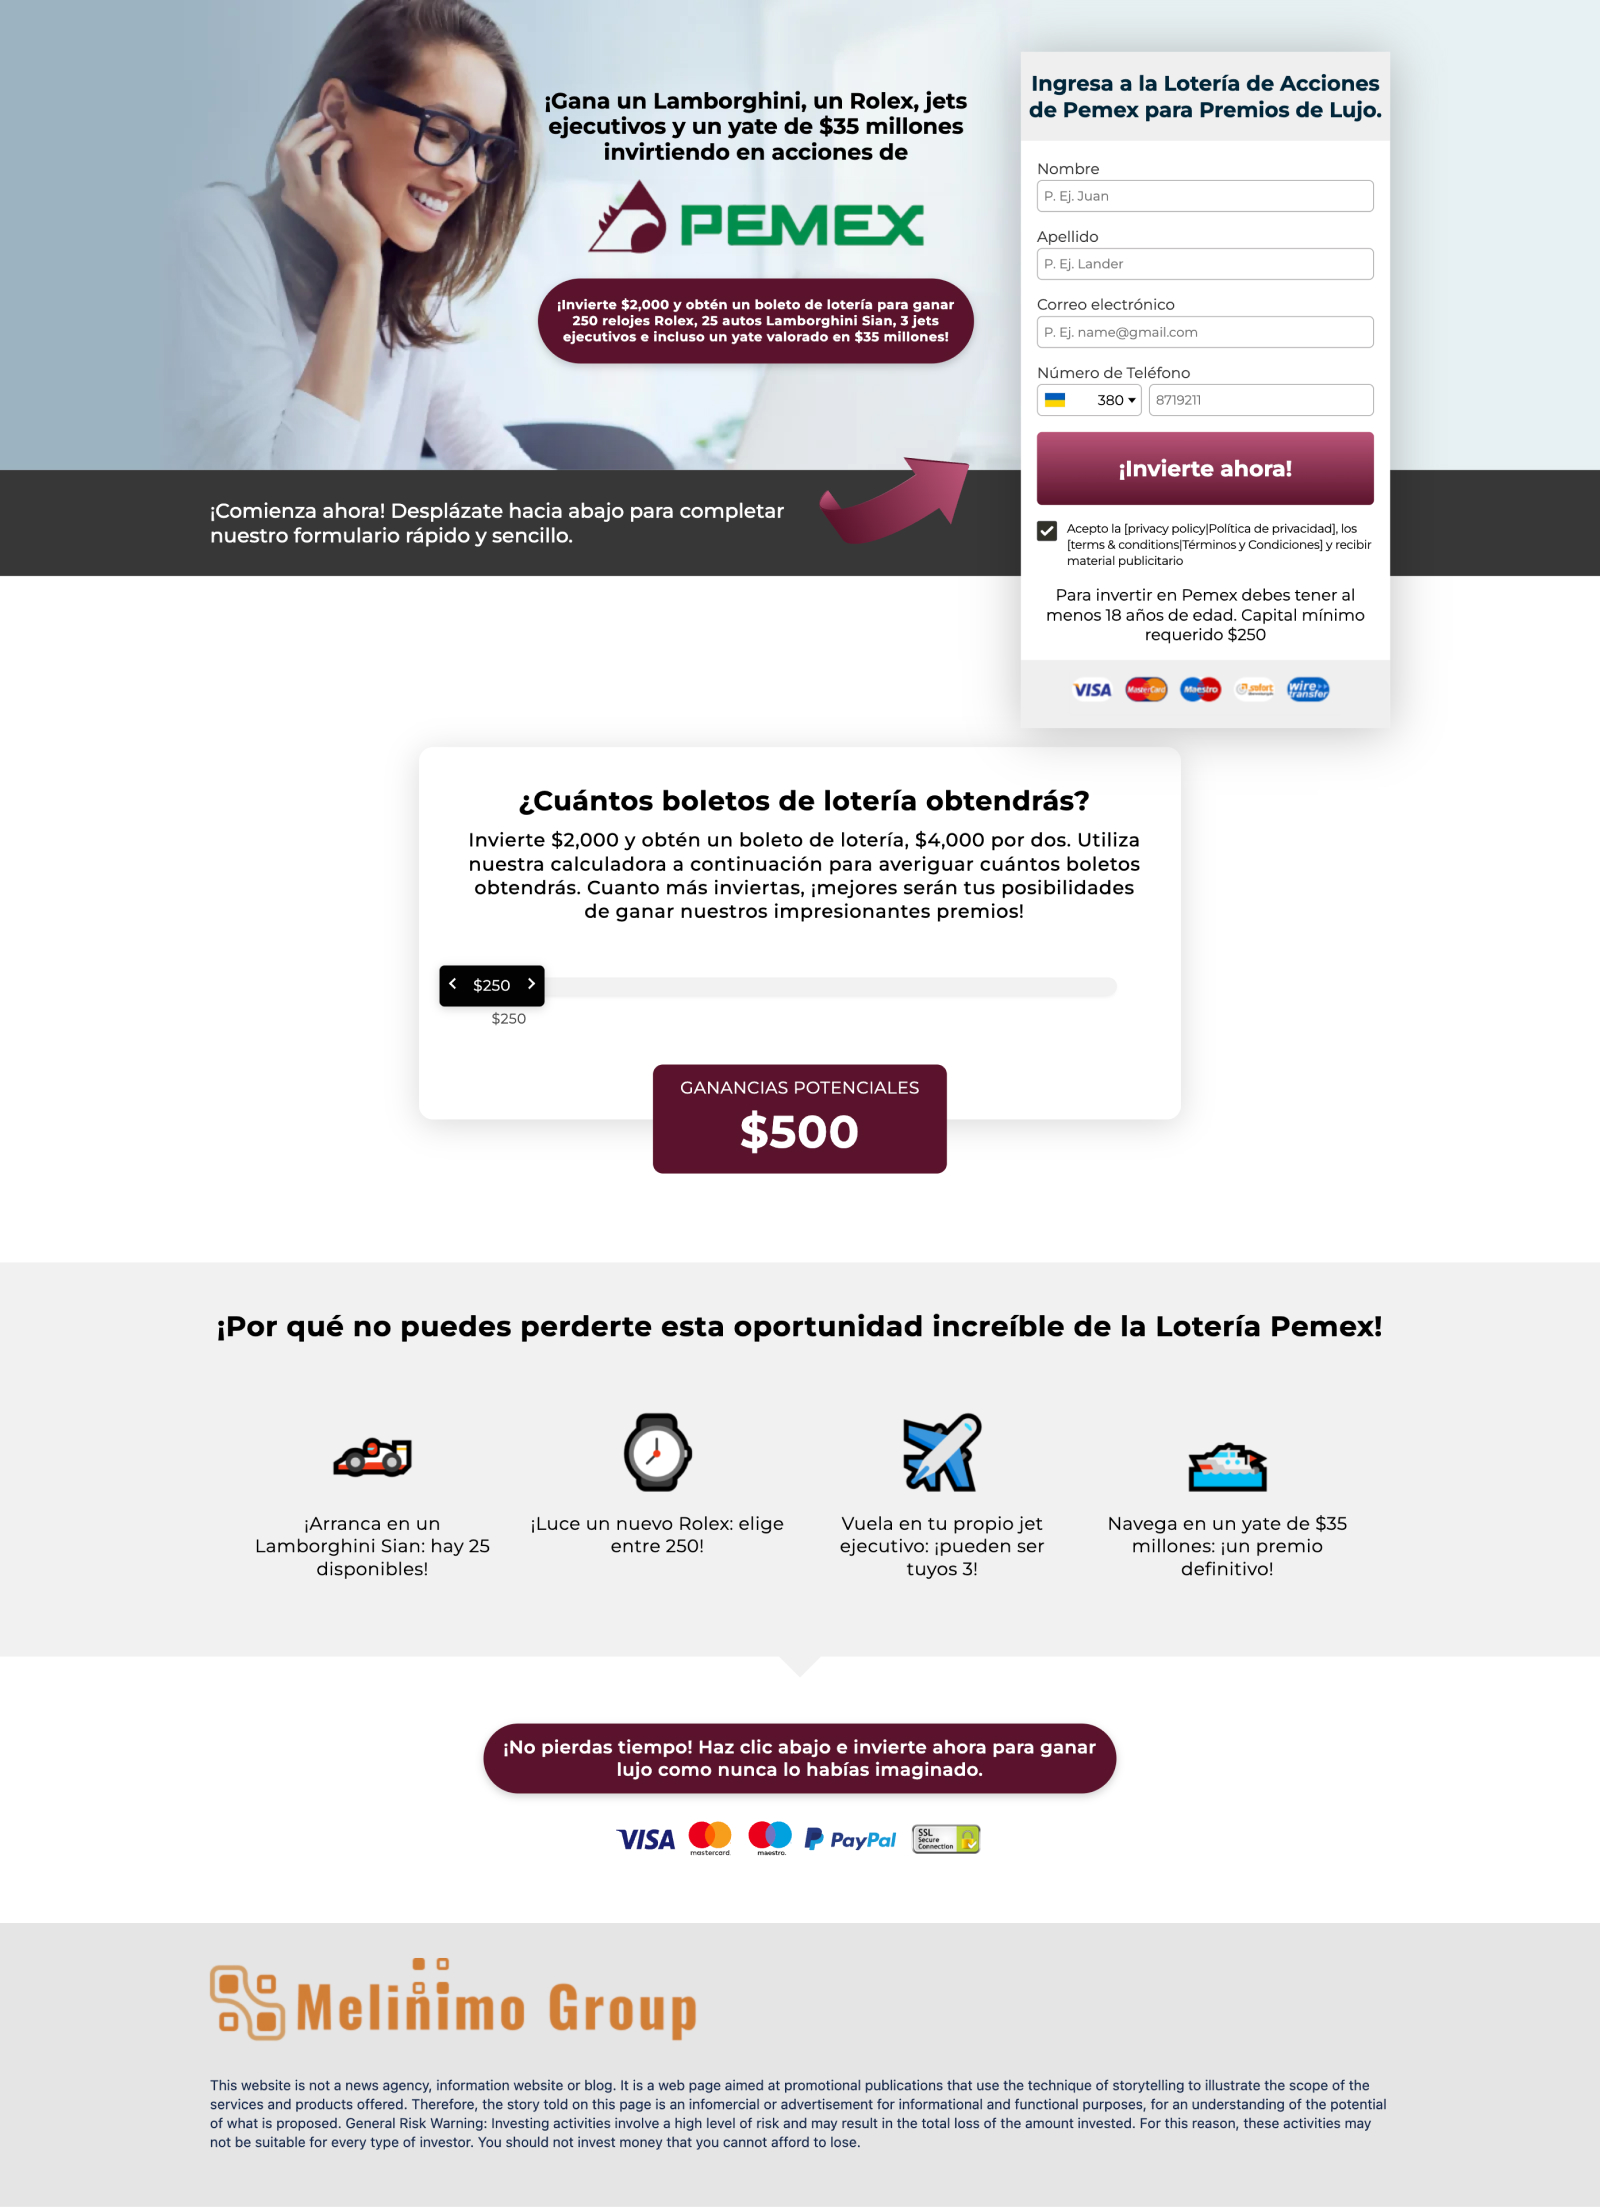 ¡Gana un Lamborghini, un Rolex, jets
ejecutivos y un yate de $35 millones
invirtiendo en acciones de
PEMEX
¡Invierte $2,000 y obtén un boleto de lotería para ganar
250 relojes Rolex, 25 autos Lamborghini Sian, 3 jets
ejecutivos e incluso un yate valorado en $35 millones!
¡Comienza ahora! Desplázate hacia abajo para completar
nuestro formulario rápido y sencillo.
Ingresa a la Lotería de Acciones
de Pemex para Premios de Lujo.
Nombre
P. Ej. Juan
Apellido
P. Ej. Lander
Correo electrónico
P. Ej. name@gmail.com
Número de Teléfono
380 8719211
¡Invierte ahora!
Acepto la [privacy policy|Política de privacidad], los
[terms & conditions|Términos y Condiciones] y recibir
material publicitario
Para invertir en Pemex debes tener al
menos 18 años de edad. Capital mínimo
requerido $250
VISA MasterCard Maestro sofort wire transfer
¿Cuántos boletos de lotería obtendrás?
Invierte $2,000 y obtén un boleto de lotería, $4,000 por dos. Utiliza
nuestra calculadora a continuación para averiguar cuántos boletos
obtendrás. Cuanto más inviertas, ¡mejores serán tus posibilidades
de ganar nuestros impresionantes premios!
$250
$250
GANANCIAS POTENCIALES
$500
¡Por qué no puedes perderte esta oportunidad increíble de la Lotería Pemex!
¡Arranca en un
Lamborghini Sian: hay 25
disponibles!
¡Luce un nuevo Rolex: elige
entre 250!
Vuela en tu propio jet
ejecutivo: ¡pueden ser
tuyos 3!
Navega en un yate de $35
millones: ¡un premio
definitivo!
¡No pierdas tiempo! Haz clic abajo e invierte ahora para ganar
lujo como nunca lo habías imaginado.
VISA mastercard. maestro. PayPal SSL Secure Connection
Melinimo Group
This website is not a news agency, information website or blog. It is a web page aimed at promotional publications that use the technique of storytelling to illustrate the scope of the
services and products offered. Therefore, the story told on this page is an infomercial or advertisement for informational and functional purposes, for an understanding of the potential
of what is proposed. General Risk Warning: Investing activities involve a high level of risk and may result in the total loss of the amount invested. For this reason, these activities may
not be suitable for every type of investor. You should not invest money that you cannot afford to lose.